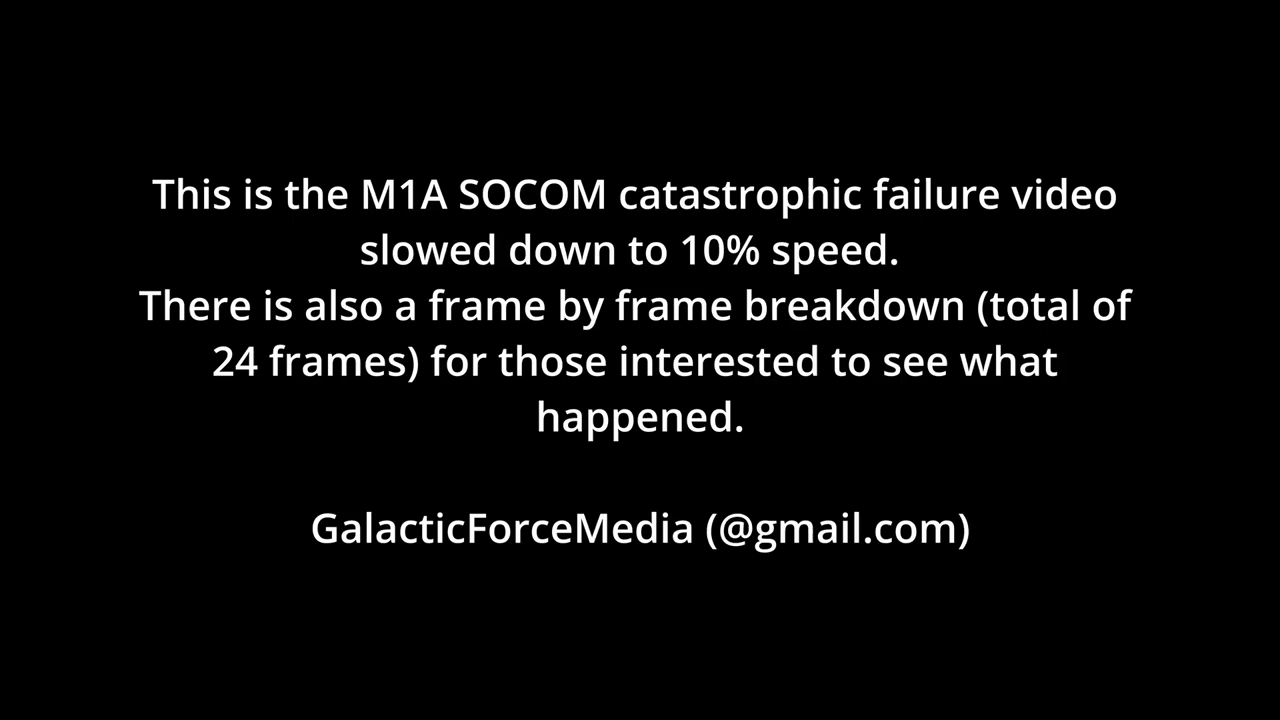 This is the M1A SOCOM catastrophic failure video
slowed down to 10% speed.
There is also a frame by frame breakdown (total of
24 frames) for those interested to see what
happened.
GalacticForceMedia (@gmail.com)